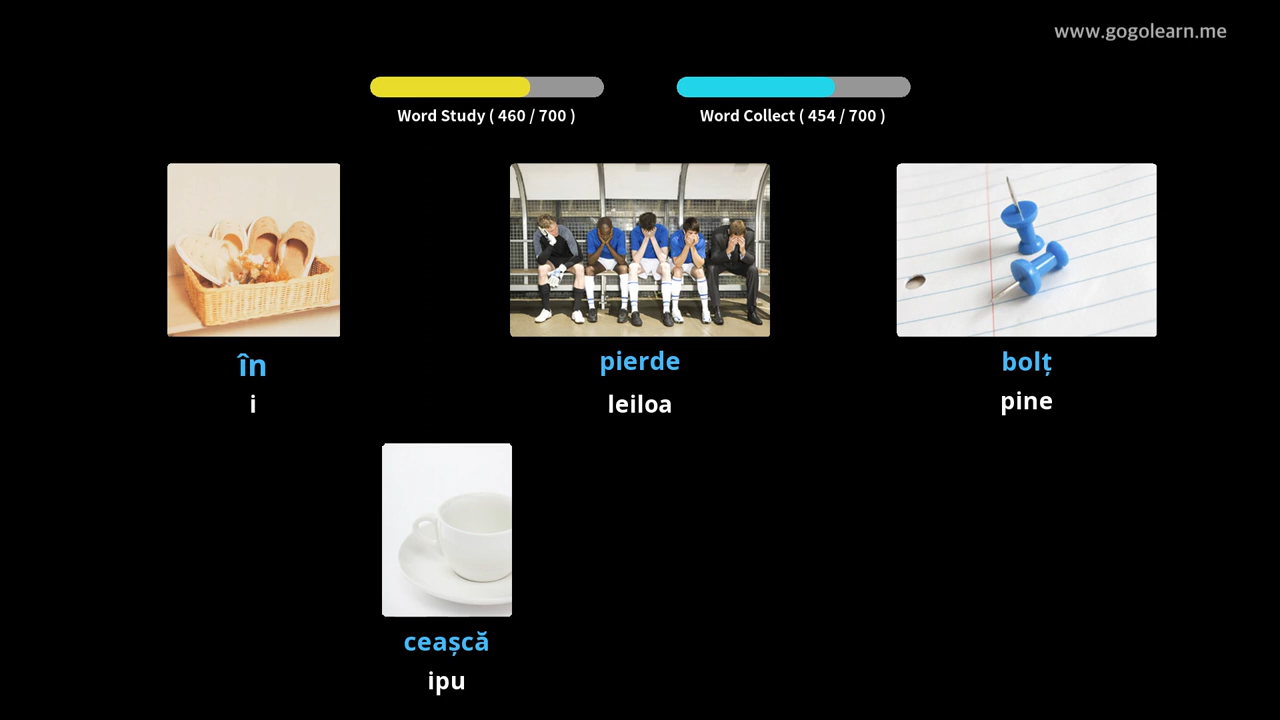 www.gogolearn.me
Word Study ( 460 / 700 )
Word Collect ( 454 / 700 )
în
i
pierde
leiloa
bolț
pine
ceașcă
ipu